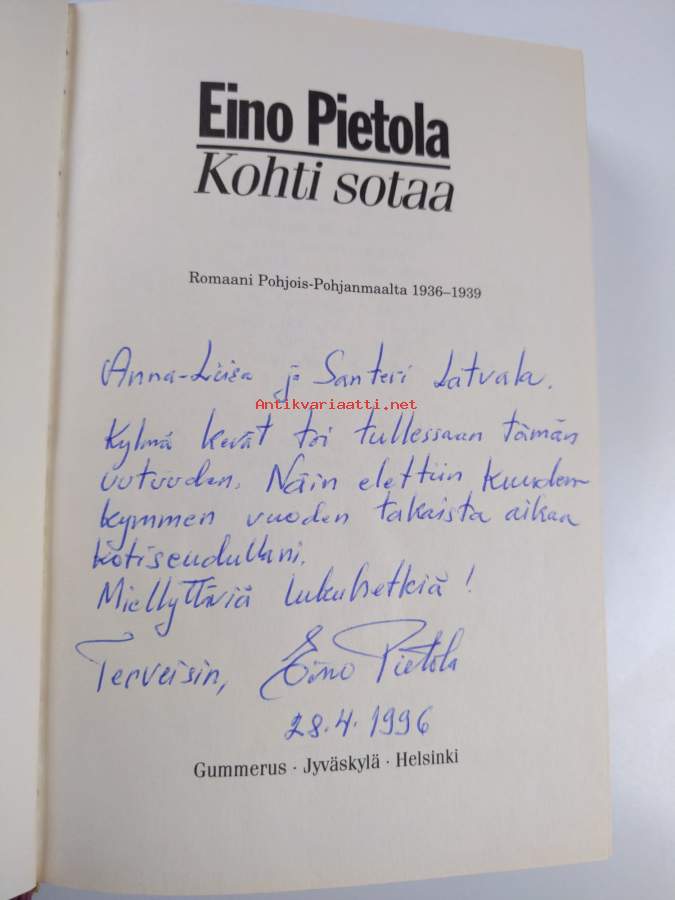 Eino Pietola
Kohti sotaa
Romaani Pohjois-Pohjanmaalta 1936–1939
Anna-Liisa ja Santeri Latvala.
Antikvariaatti.net
Kylmä kevät toi tullessaan tämän
uutuuden. Näin elettiin kuuden-
kymmen vuoden takaista aikaa
kotiseudullani.
Miellyttäviä lukuhetkiä!
Terveisin, Eino Pietola
28.4.1996
Gummerus · Jyväskylä · Helsinki